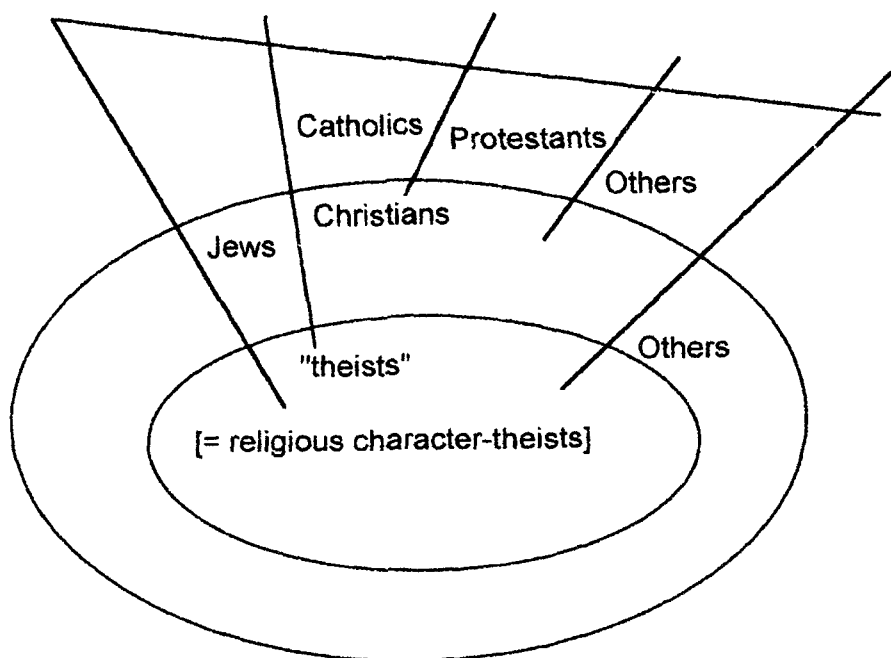 Catholics
Protestants
Others
Christians
Jews
Others
"theists"
[= religious character-theists]